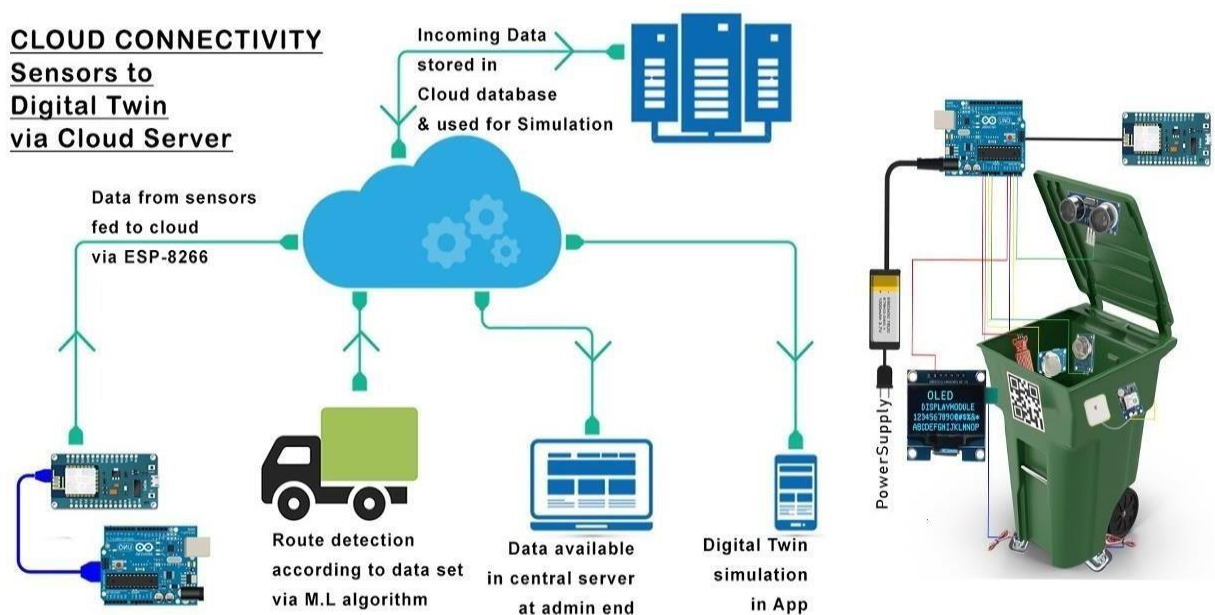 CLOUD CONNECTIVITY
Sensors to
Digital Twin
via Cloud Server
Incoming Data
stored in
Cloud database
& used for Simulation
Data from sensors
fed to cloud
via ESP-8266
Route detection
according to data set
via M.L algorithm
Data available
in central server
at admin end
Digital Twin
simulation
in App
UNO
UNO
PowerSupply
OLED
DISPLAYMODULE
1234567890@#$%&*
ABCDEFGHIJKLMNOP